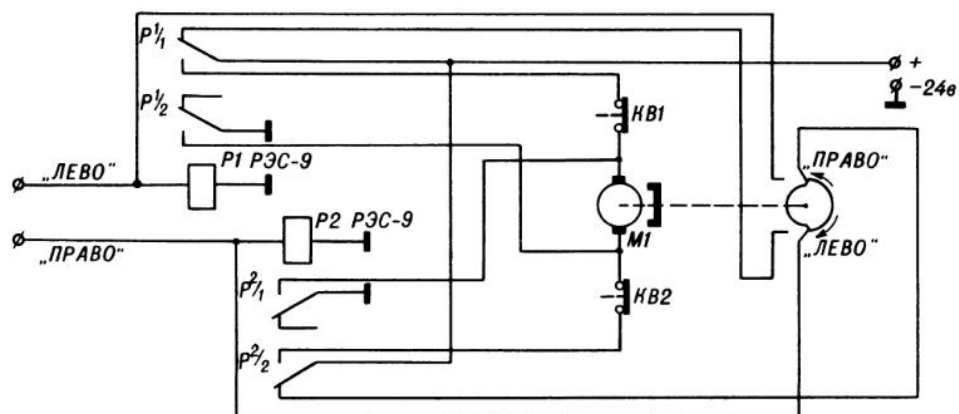 Р¹/₁
+
−24в
Р¹/₂
КВ1
Р1 РЭС-9
„ЛЕВО"
„ПРАВО"
Р2 РЭС-9
М1
„ПРАВО"
„ЛЕВО"
Р²/₁
КВ2
Р²/₂